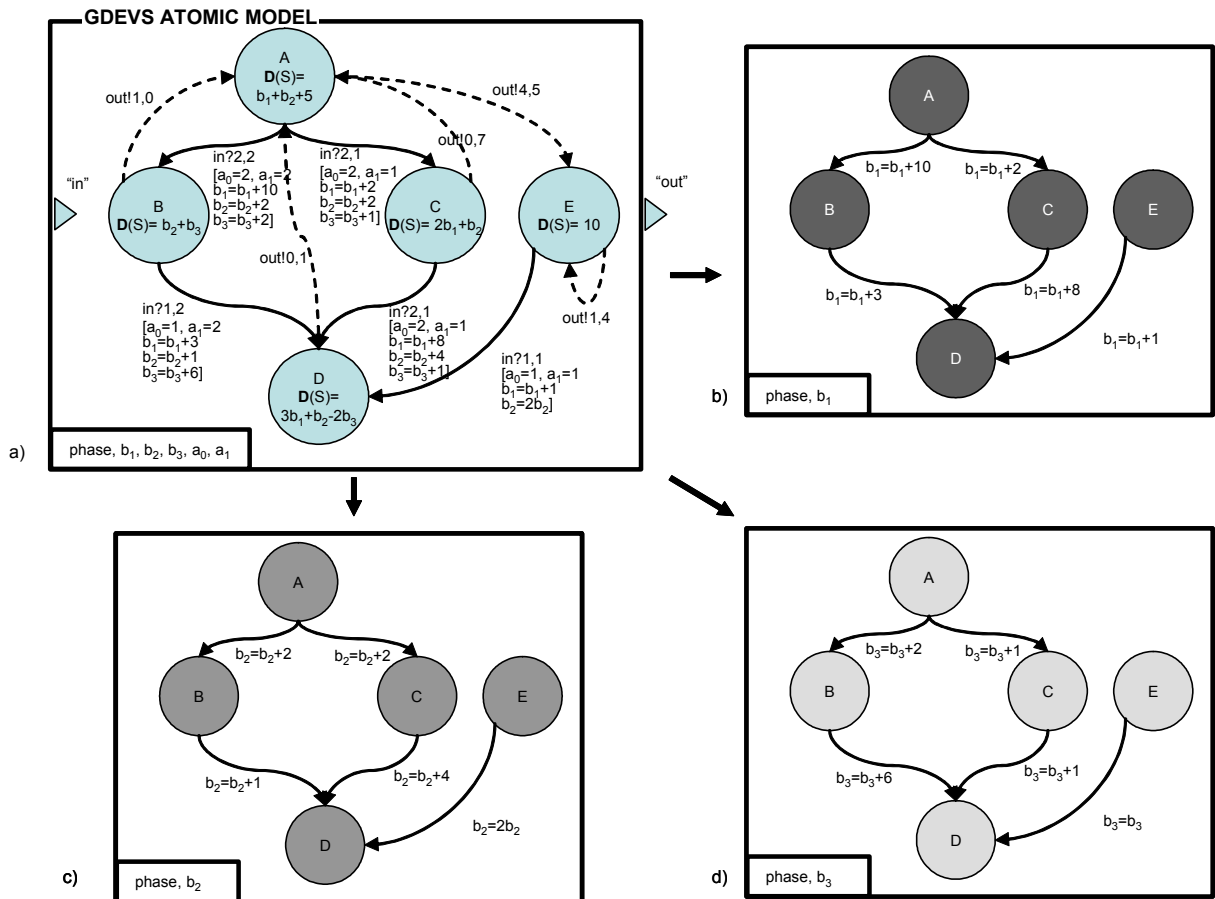 GDEVS ATOMIC MODEL
A
D(S)=
b₁+b₂+5
out!1,0
out!4,5
out!0,7
in?2,2
[a₀=2, a₁=2
b₁=b₁+10
b₂=b₂+2
b₃=b₃+2]
in?2,1
[a₀=2, a₁=1
b₁=b₁+2
b₂=b₂+2
b₃=b₃+1]
"in"
B
D(S)= b₂+b₃
C
D(S)= 2b₁+b₂
E
D(S)= 10
"out"
out!0,1
out!1,4
in?1,2
[a₀=1, a₁=2
b₁=b₁+3
b₂=b₂+1
b₃=b₃+6]
in?2,1
[a₀=2, a₁=1
b₁=b₁+8
b₂=b₂+4
b₃=b₃+1]
in?1,1
[a₀=1, a₁=1
b₁=b₁+1
b₂=2b₂]
D
D(S)=
3b₁+b₂-2b₃
a)
phase, b₁, b₂, b₃, a₀, a₁
A
b₁=b₁+10
b₁=b₁+2
B
C
E
b₁=b₁+3
b₁=b₁+8
b₁=b₁+1
D
b)
phase, b₁
A
b₂=b₂+2
b₂=b₂+2
B
C
E
b₂=b₂+1
b₂=b₂+4
b₂=2b₂
D
c)
phase, b₂
A
b₃=b₃+2
b₃=b₃+1
B
C
E
b₃=b₃+6
b₃=b₃+1
b₃=b₃
D
d)
phase, b₃